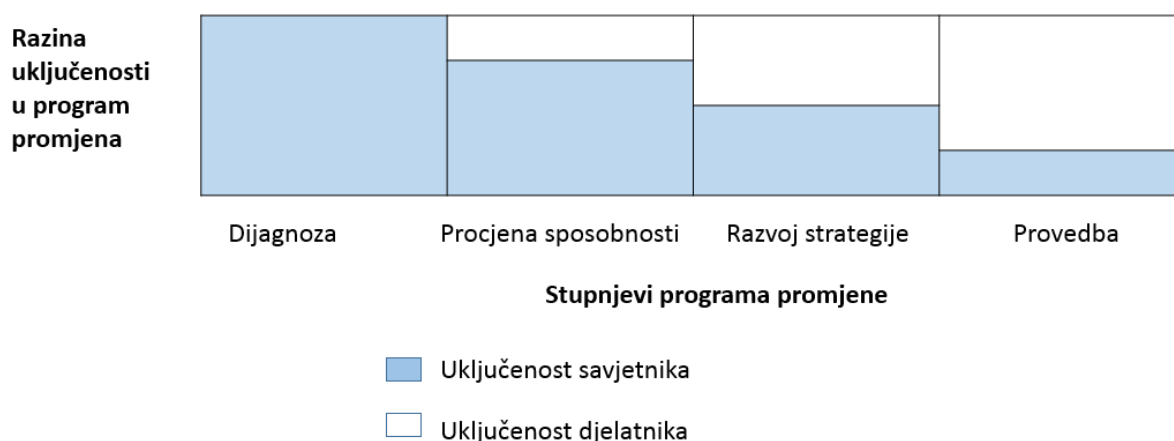 Razina
uključenosti
u program
promjena
Dijagnoza
Procjena sposobnosti
Razvoj strategije
Provedba
Stupnjevi programa promjene
Uključenost savjetnika
Uključenost djelatnika